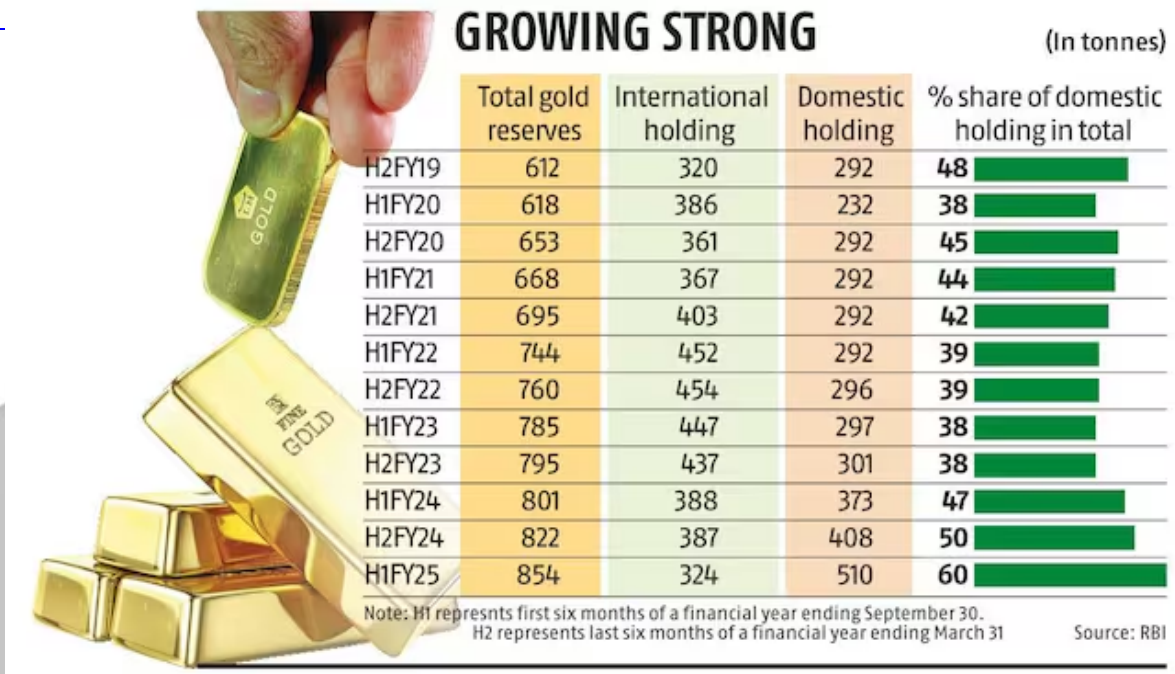 GROWING STRONG
(In tonnes)
Total gold reserves International holding Domestic holding % share of domestic holding in total
H2FY19 612 320 292 48
H1FY20 618 386 232 38
H2FY20 653 361 292 45
H1FY21 668 367 292 44
H2FY21 695 403 292 42
H1FY22 744 452 292 39
H2FY22 760 454 296 39
H1FY23 785 447 297 38
H2FY23 795 437 301 38
H1FY24 801 388 373 47
H2FY24 822 387 408 50
H1FY25 854 324 510 60
Note: H1 represnts first six months of a financial year ending September 30.
H2 represents last six months of a financial year ending March 31
Source: RBI
GOLD
FINE
GOLD